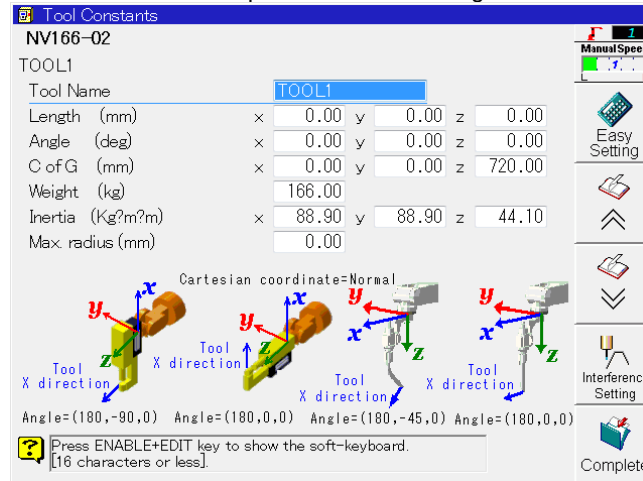 Tool Constants
NV166-02
1
Manual Spee
1
TOOL1
Tool Name TOOL1
Length (mm) x 0.00 y 0.00 z 0.00
Angle (deg) x 0.00 y 0.00 z 0.00
C of G (mm) x 0.00 y 0.00 z 720.00
Weight (kg) 166.00
Inertia (Kg?m?m) x 88.90 y 88.90 z 44.10
Max. radius (mm) 0.00
Easy
Setting
Cartesian coordinate=Normal
x y z Tool X direction
x y z Tool X direction
y x z Tool X direction
y x z Tool X direction
Angle=(180,-90,0) Angle=(180,0,0) Angle=(180,-45,0) Angle=(180,0,0)
Interferenc
Setting
Press ENABLE+EDIT key to show the soft-keyboard.
[16 characters or less].
Complete